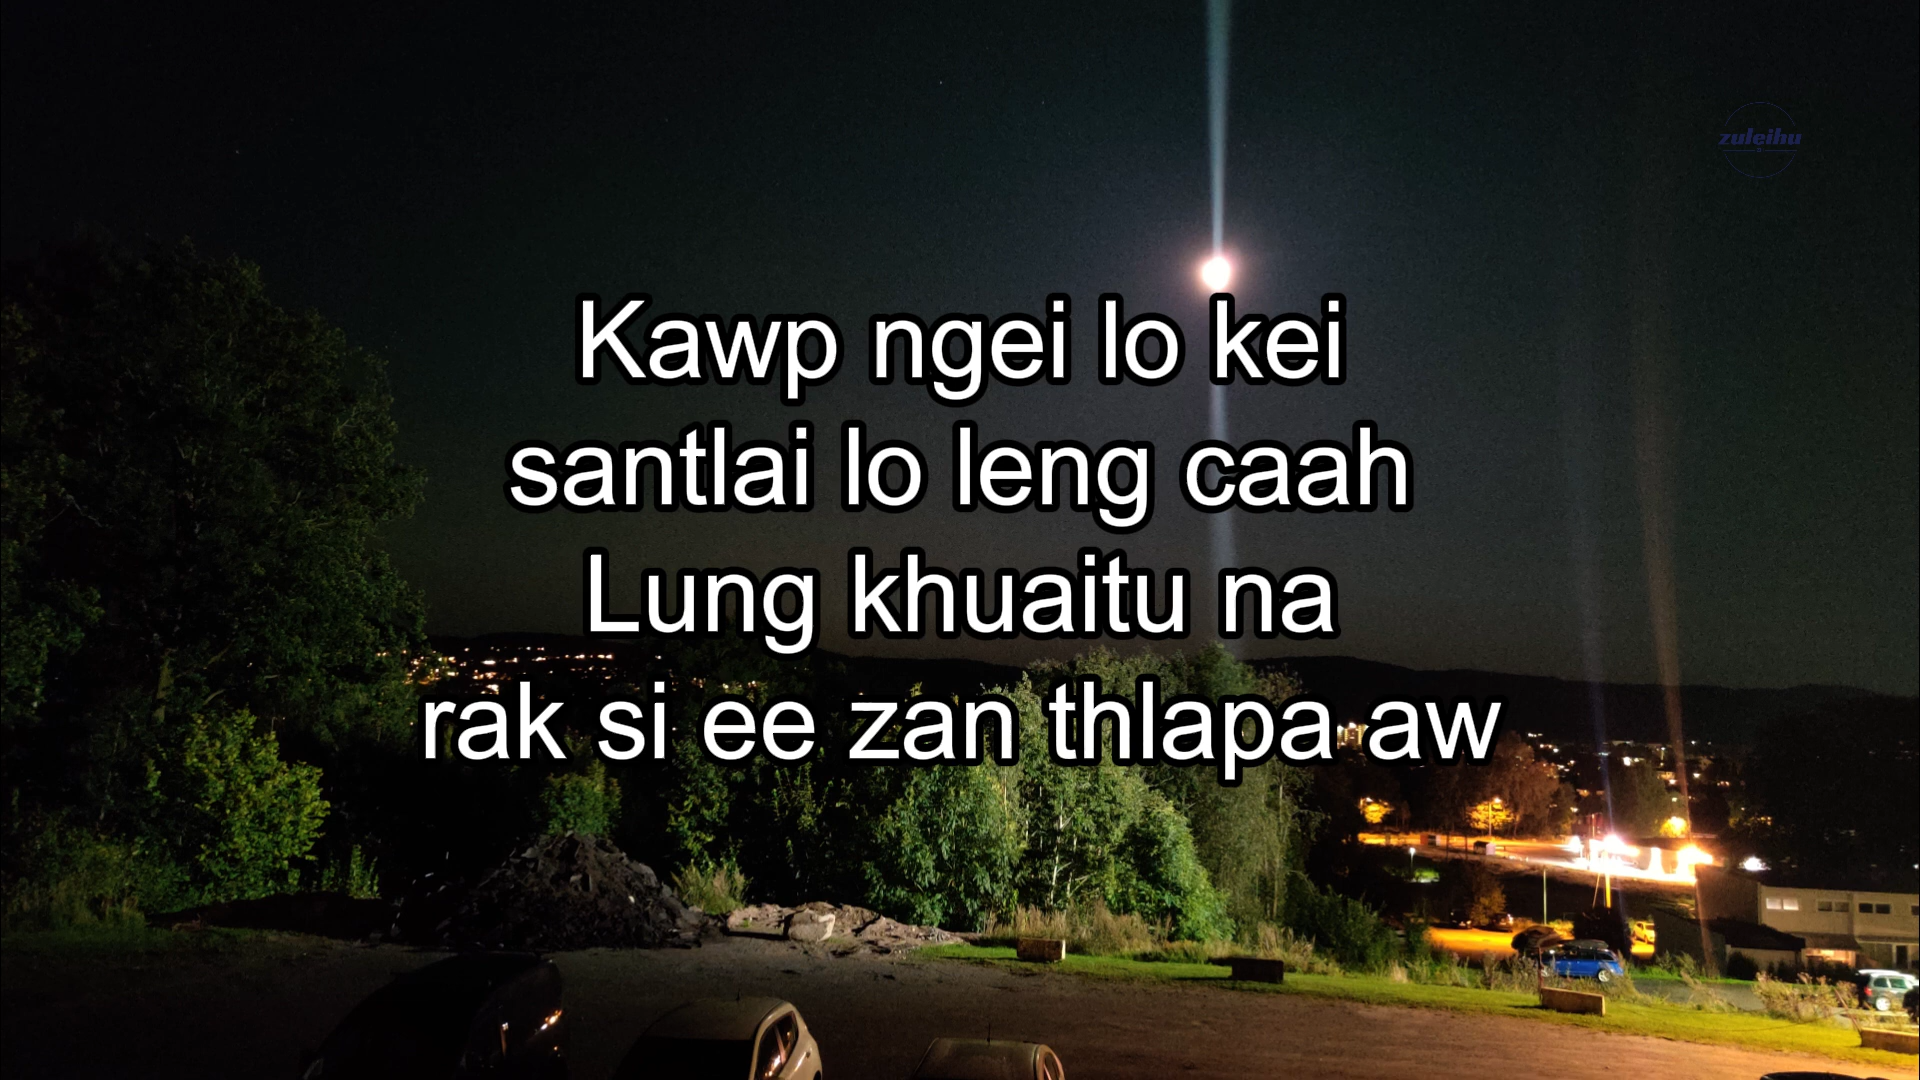 zuleihu
Kawp ngei lo kei
santlai lo leng caah
Lung khuaitu na
rak si ee zan thlapa aw